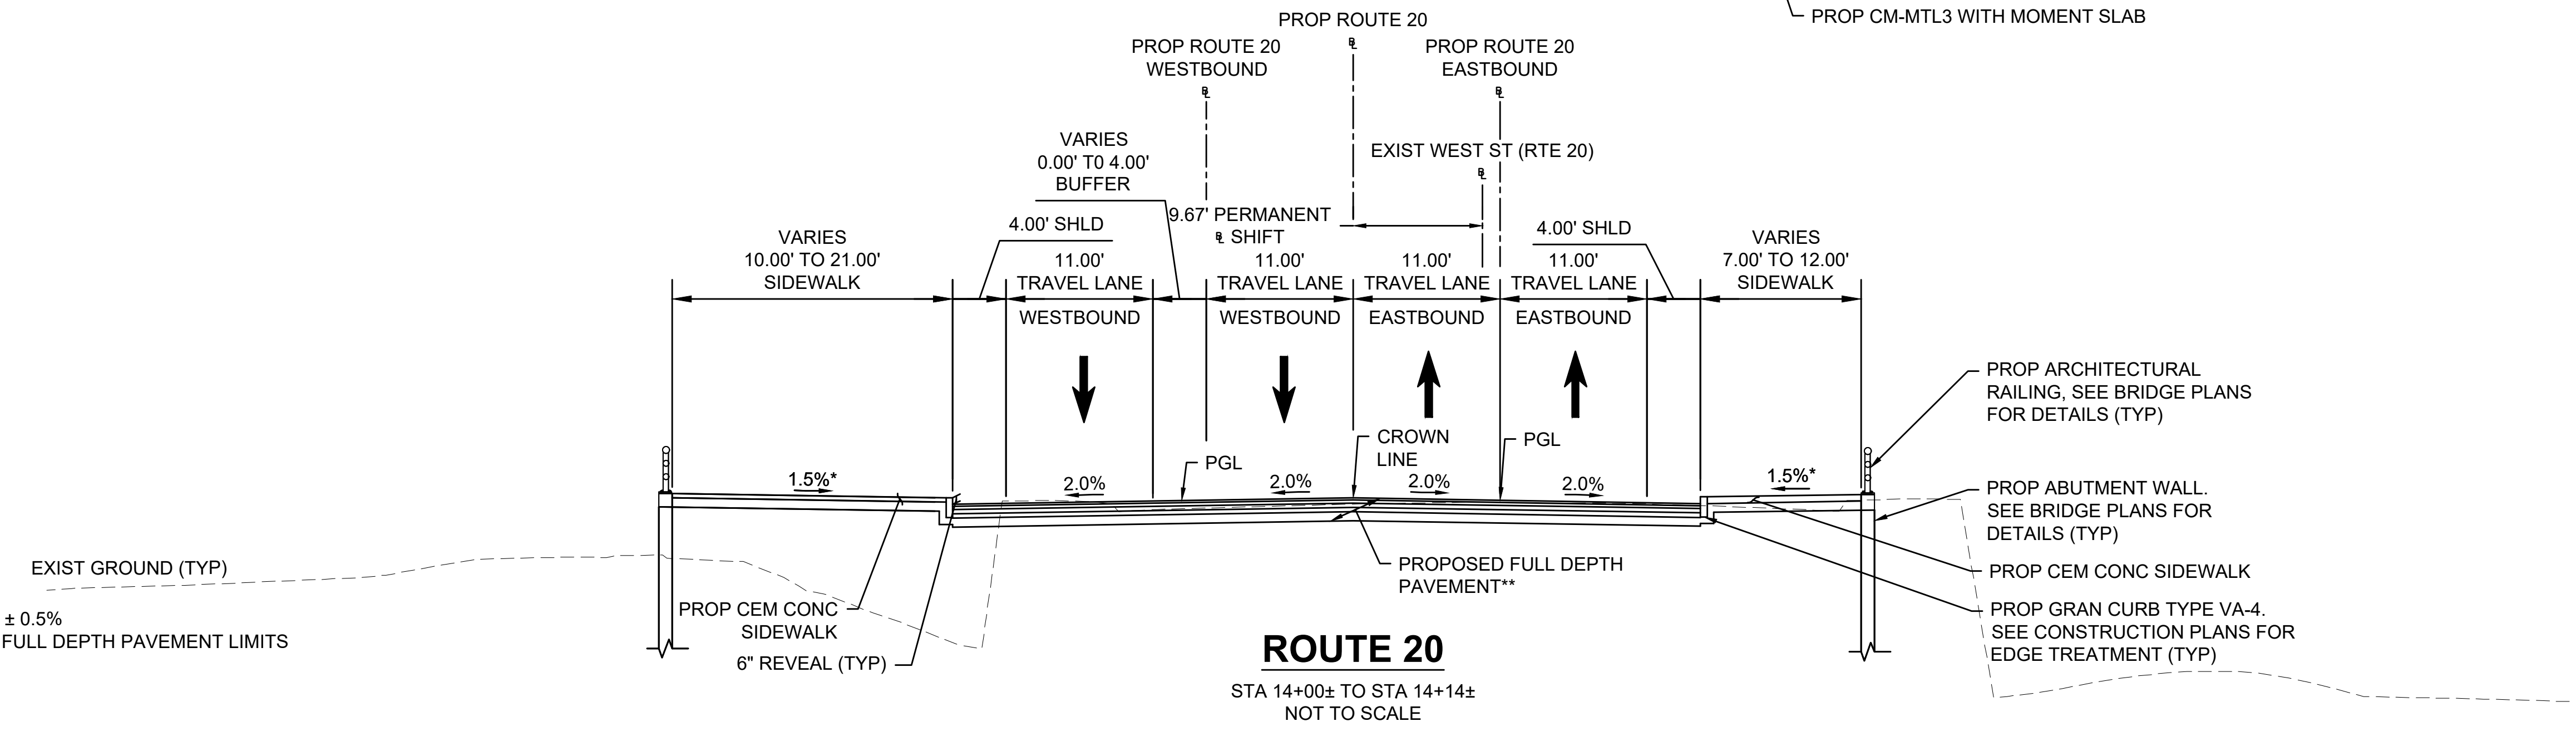 PROP CM-MTL3 WITH MOMENT SLAB
PROP ROUTE 20
PROP ROUTE 20
WESTBOUND
PROP ROUTE 20
EASTBOUND
EXIST WEST ST (RTE 20)
VARIES
0.00' T0 4.00'
BUFFER
4.00' SHLD
9.67' PERMANENT
SHIFT
4.00' SHLD
VARIES
10.00' TO 21.00'
SIDEWALK
11.00'
TRAVEL LANE
11.00'
TRAVEL LANE
11.00'
TRAVEL LANE
11.00'
TRAVEL LANE
VARIES
7.00' TO 12.00'
SIDEWALK
WESTBOUND
WESTBOUND
EASTBOUND
EASTBOUND
PGL
CROWN
LINE
PGL
1.5%*
2.0%
2.0%
2.0%
2.0%
1.5%*
PROP ARCHITECTURAL
RAILING, SEE BRIDGE PLANS
FOR DETAILS (TYP)
PROP ABUTMENT WALL.
SEE BRIDGE PLANS FOR
DETAILS (TYP)
PROP CEM CONC SIDEWALK
PROP GRAN CURB TYPE VA-4.
SEE CONSTRUCTION PLANS FOR
EDGE TREATMENT (TYP)
PROPOSED FULL DEPTH
PAVEMENT**
EXIST GROUND (TYP)
± 0.5%
FULL DEPTH PAVEMENT LIMITS
PROP CEM CONC
SIDEWALK
6" REVEAL (TYP)
ROUTE 20
STA 14+00± TO STA 14+14±
NOT TO SCALE